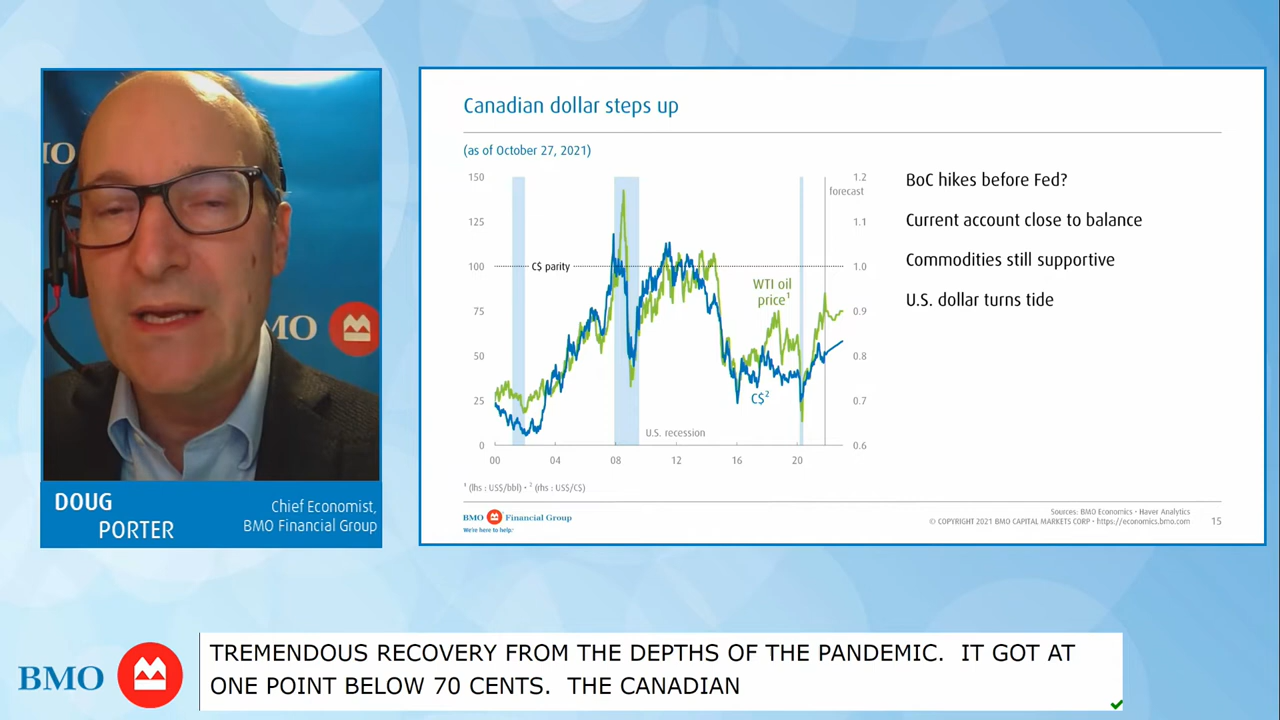 IO
MO
DOUG
PORTER
Chief Economist,
BMO Financial Group
Canadian dollar steps up
(as of October 27, 2021)
150
125
100
75
50
25
0
1.2
forecast
1.1
1.0
0.9
0.8
0.7
0.6
C$ parity
WTI oil
price¹
C$²
U.S. recession
00
04
08
12
16
20
¹ (lhs : US$/bbl) • ² (rhs : US$/C$)
BoC hikes before Fed?
Current account close to balance
Commodities still supportive
U.S. dollar turns tide
BMO Financial Group
We're here to help.
Sources: BMO Economics • Haver Analytics
© COPYRIGHT 2021 BMO CAPITAL MARKETS CORP • https://economics.bmo.com
15
BMO
TREMENDOUS RECOVERY FROM THE DEPTHS OF THE PANDEMIC.  IT GOT AT
ONE POINT BELOW 70 CENTS.  THE CANADIAN